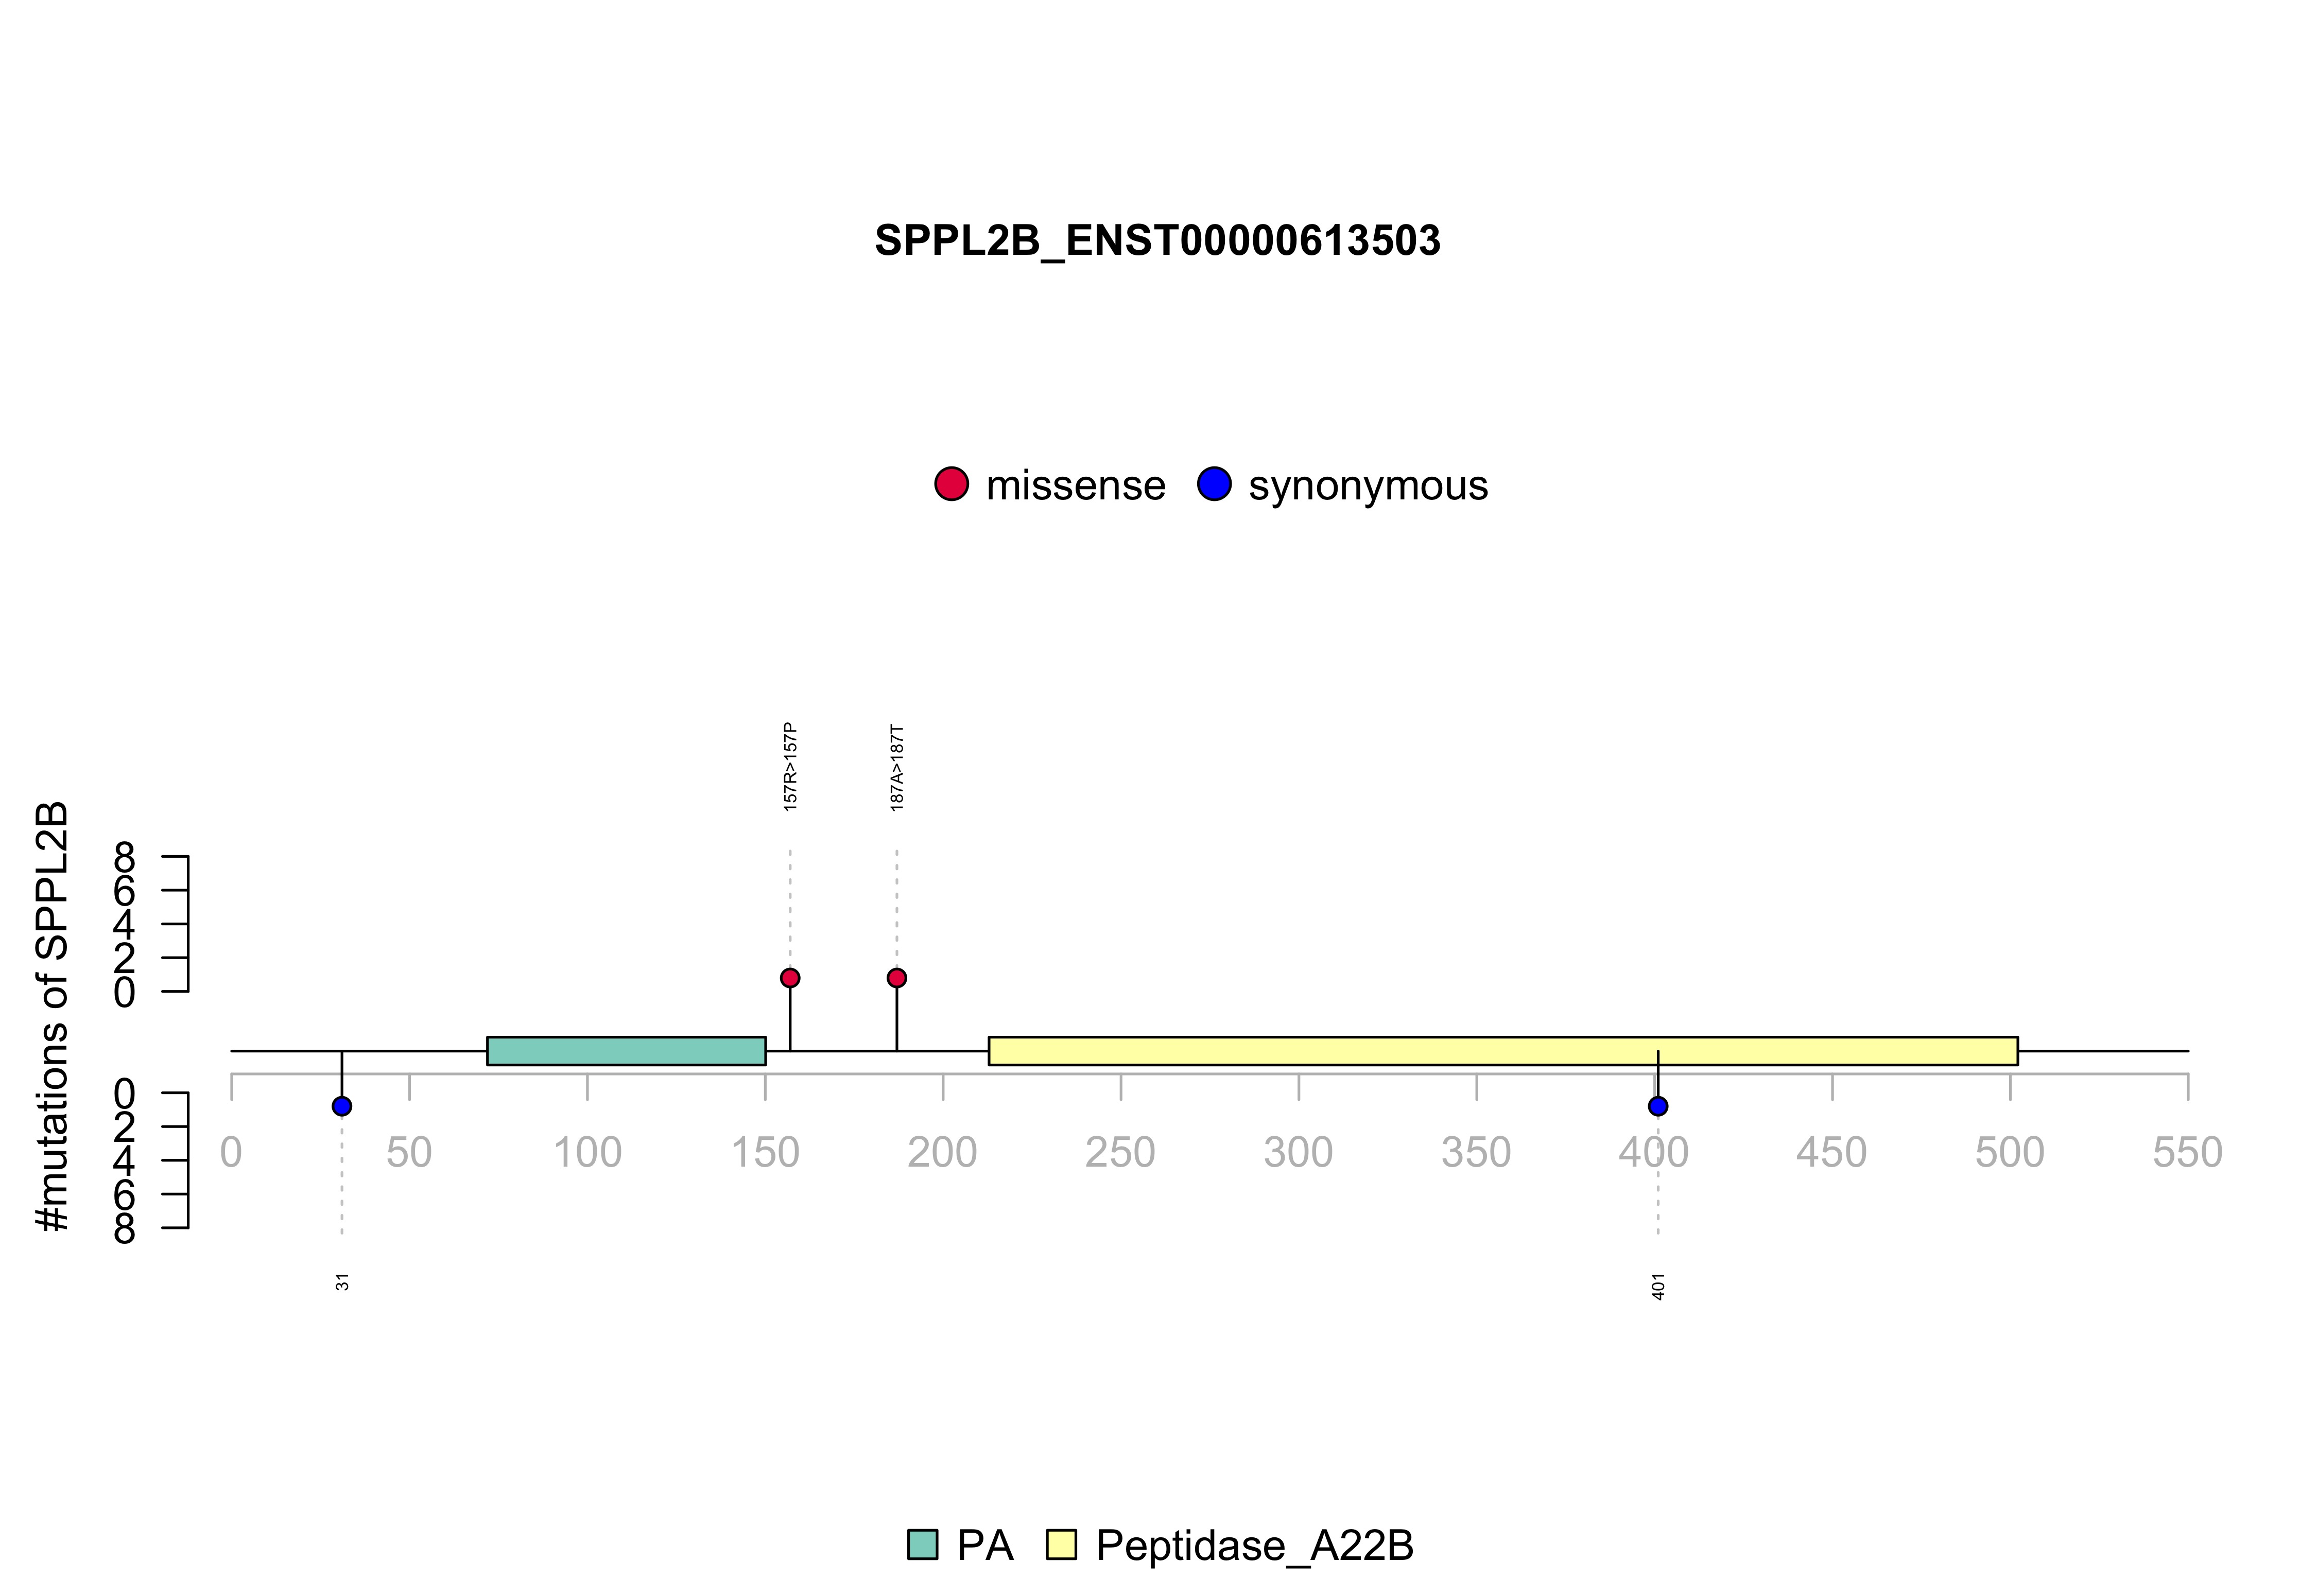 SPPL2B_ENST00000613503
missense synonymous
157R>157P
187A>187T
#mutations of SPPL2B
8
6
4
2
0
0
2
4
6
8
0 50 100 150 200 250 300 350 400 450 500 550
31
401
PA Peptidase_A22B